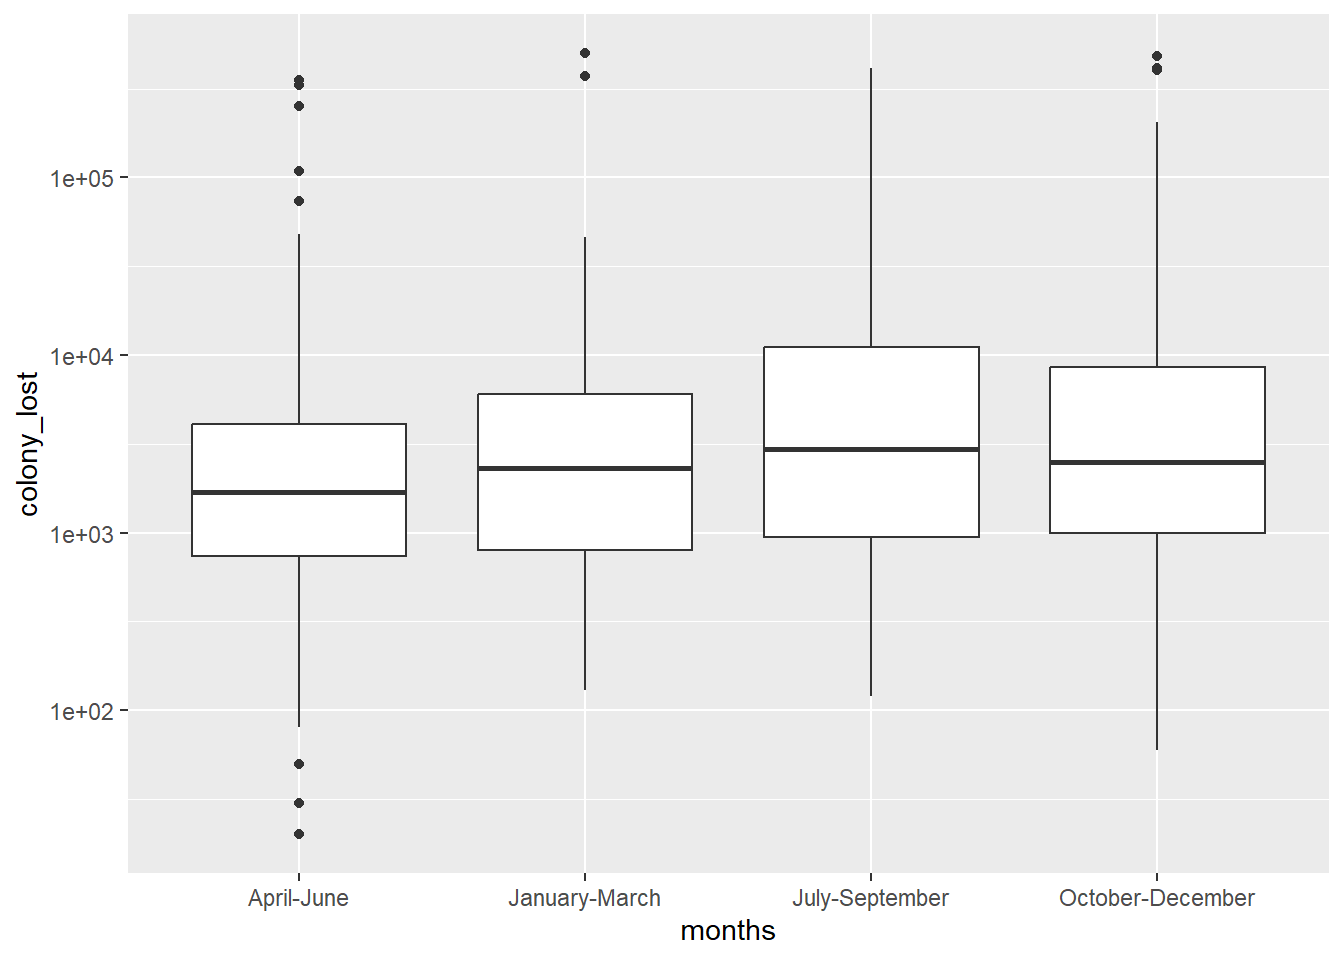 colony_lost
1e+05
1e+04
1e+03
1e+02
April-June
January-March
July-September
October-December
months